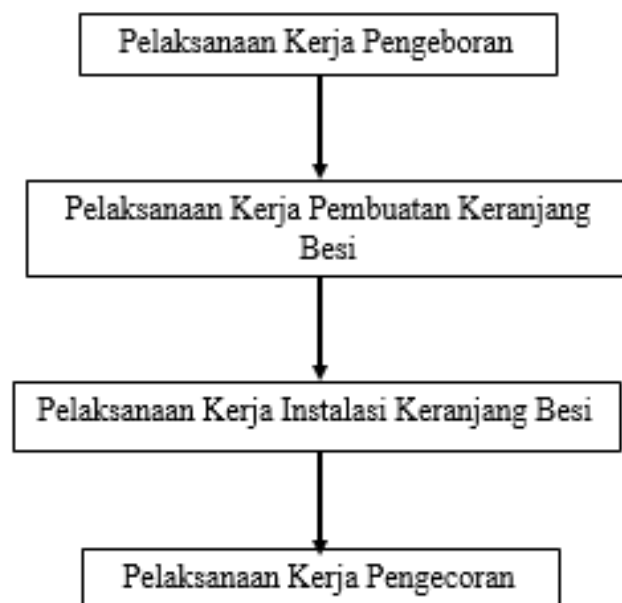 Pelaksanaan Kerja Pengeboran
Pelaksanaan Kerja Pembuatan Keranjang
Besi
Pelaksanaan Kerja Instalasi Keranjang Besi
Pelaksanaan Kerja Pengecoran